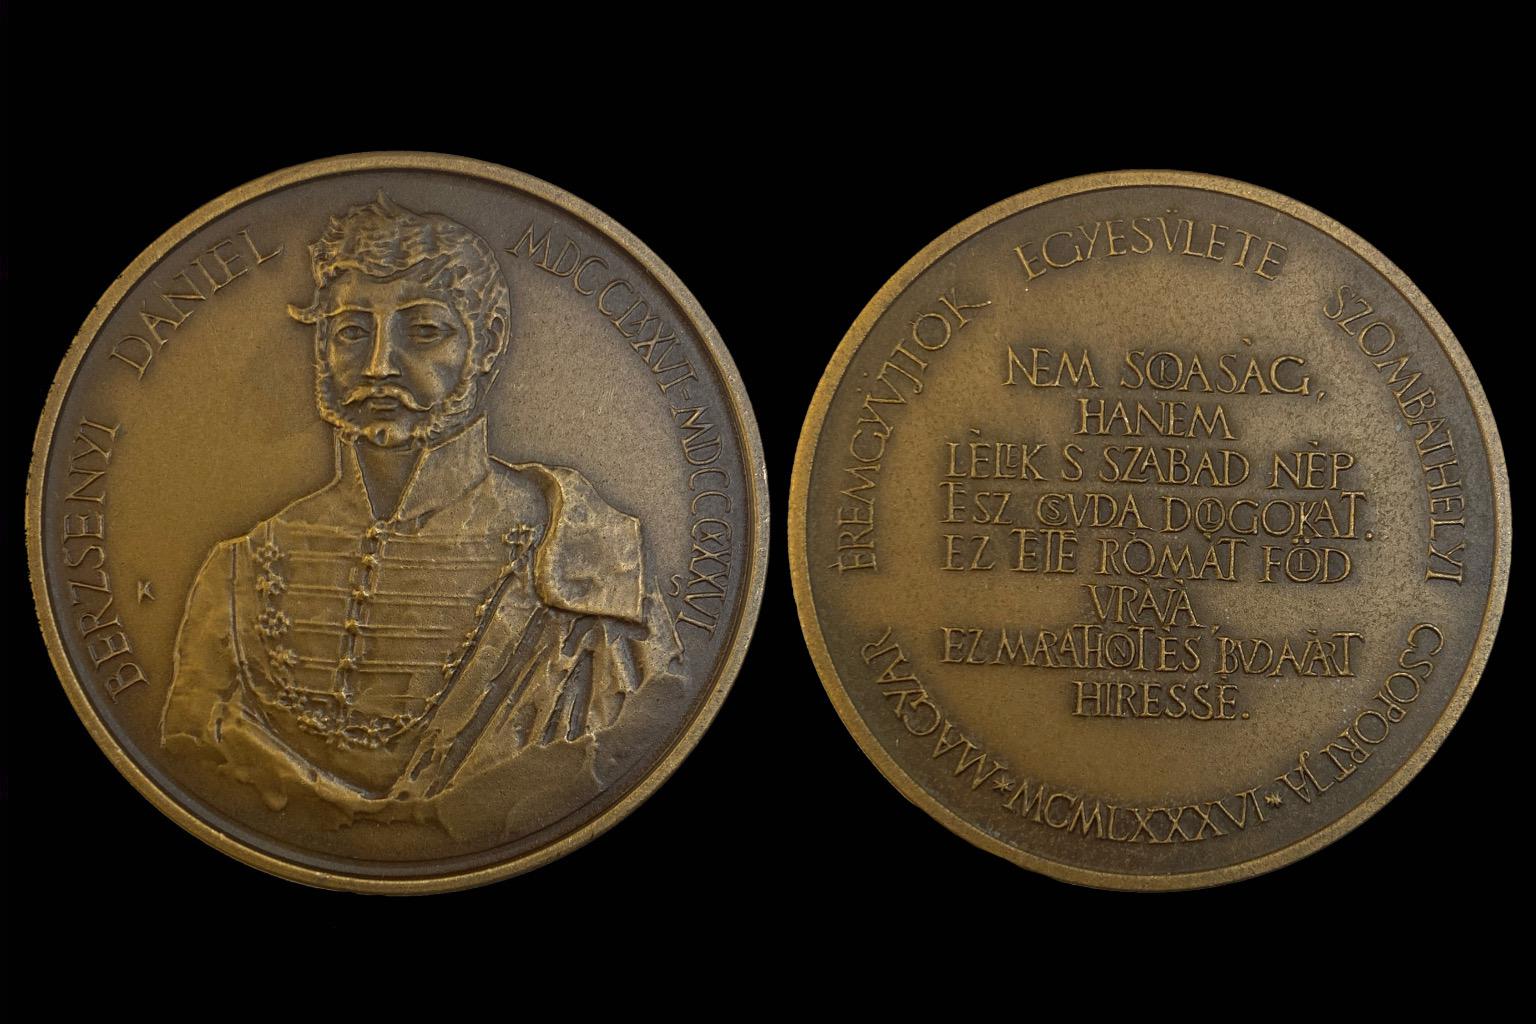 BERZSENYI DÁNIEL MDCCLXXVI-MDCCCXXXVI
K S
MAGYAR ÉREMGYŰJTŐK EGYESÜLETE SZOMBATHELYI CSOPORTJA * MCMLXXXVI *
NEM SOKASÁG,
HANEM
LÉLEK S SZABAD NÉP
TESZ CSUDA DOLGOKAT.
EZ TETTE RÓMÁT FÖLD
URÁVÁ,
EZ MARATHONT ÉS BUDAVÁRT
HIRESSÉ.